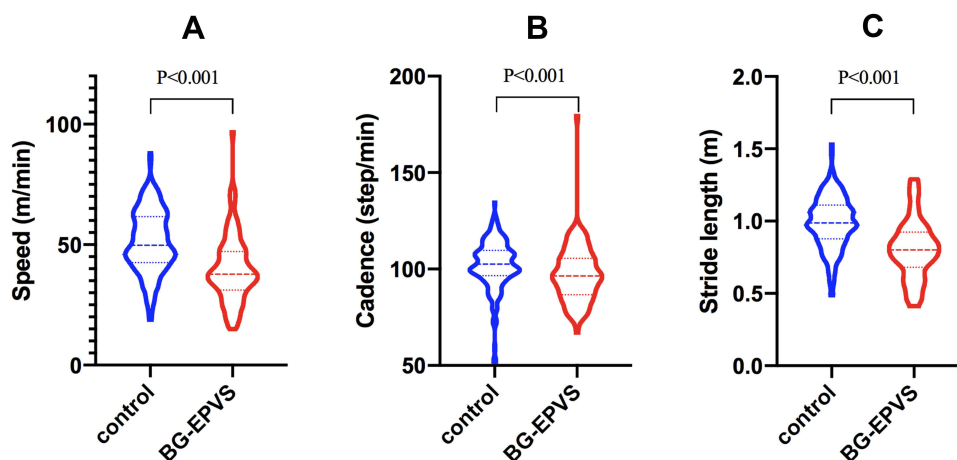 A
P<0.001
Speed (m/min)
100
50
0
control
BG-EPVS
B
P<0.001
Cadence (step/min)
200
150
100
50
control
BG-EPVS
C
P<0.001
Stride length (m)
2.0
1.5
1.0
0.5
0.0
control
BG-EPVS